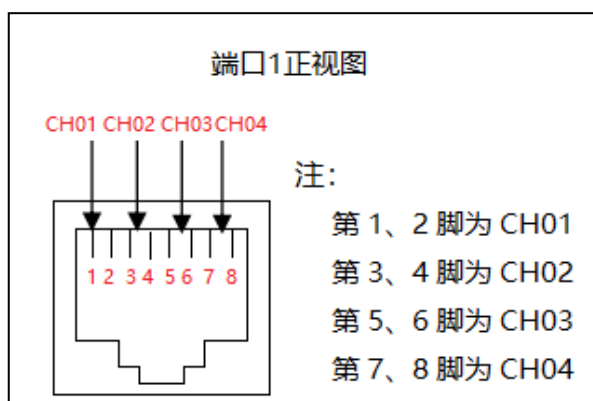 端口1正视图
CH01 CH02 CH03CH04
注：
第 1、2 脚为 CH01
1 2 3 4 5 6 7 8
第 3、4 脚为 CH02
第 5、6 脚为 CH03
第 7、8 脚为 CH04